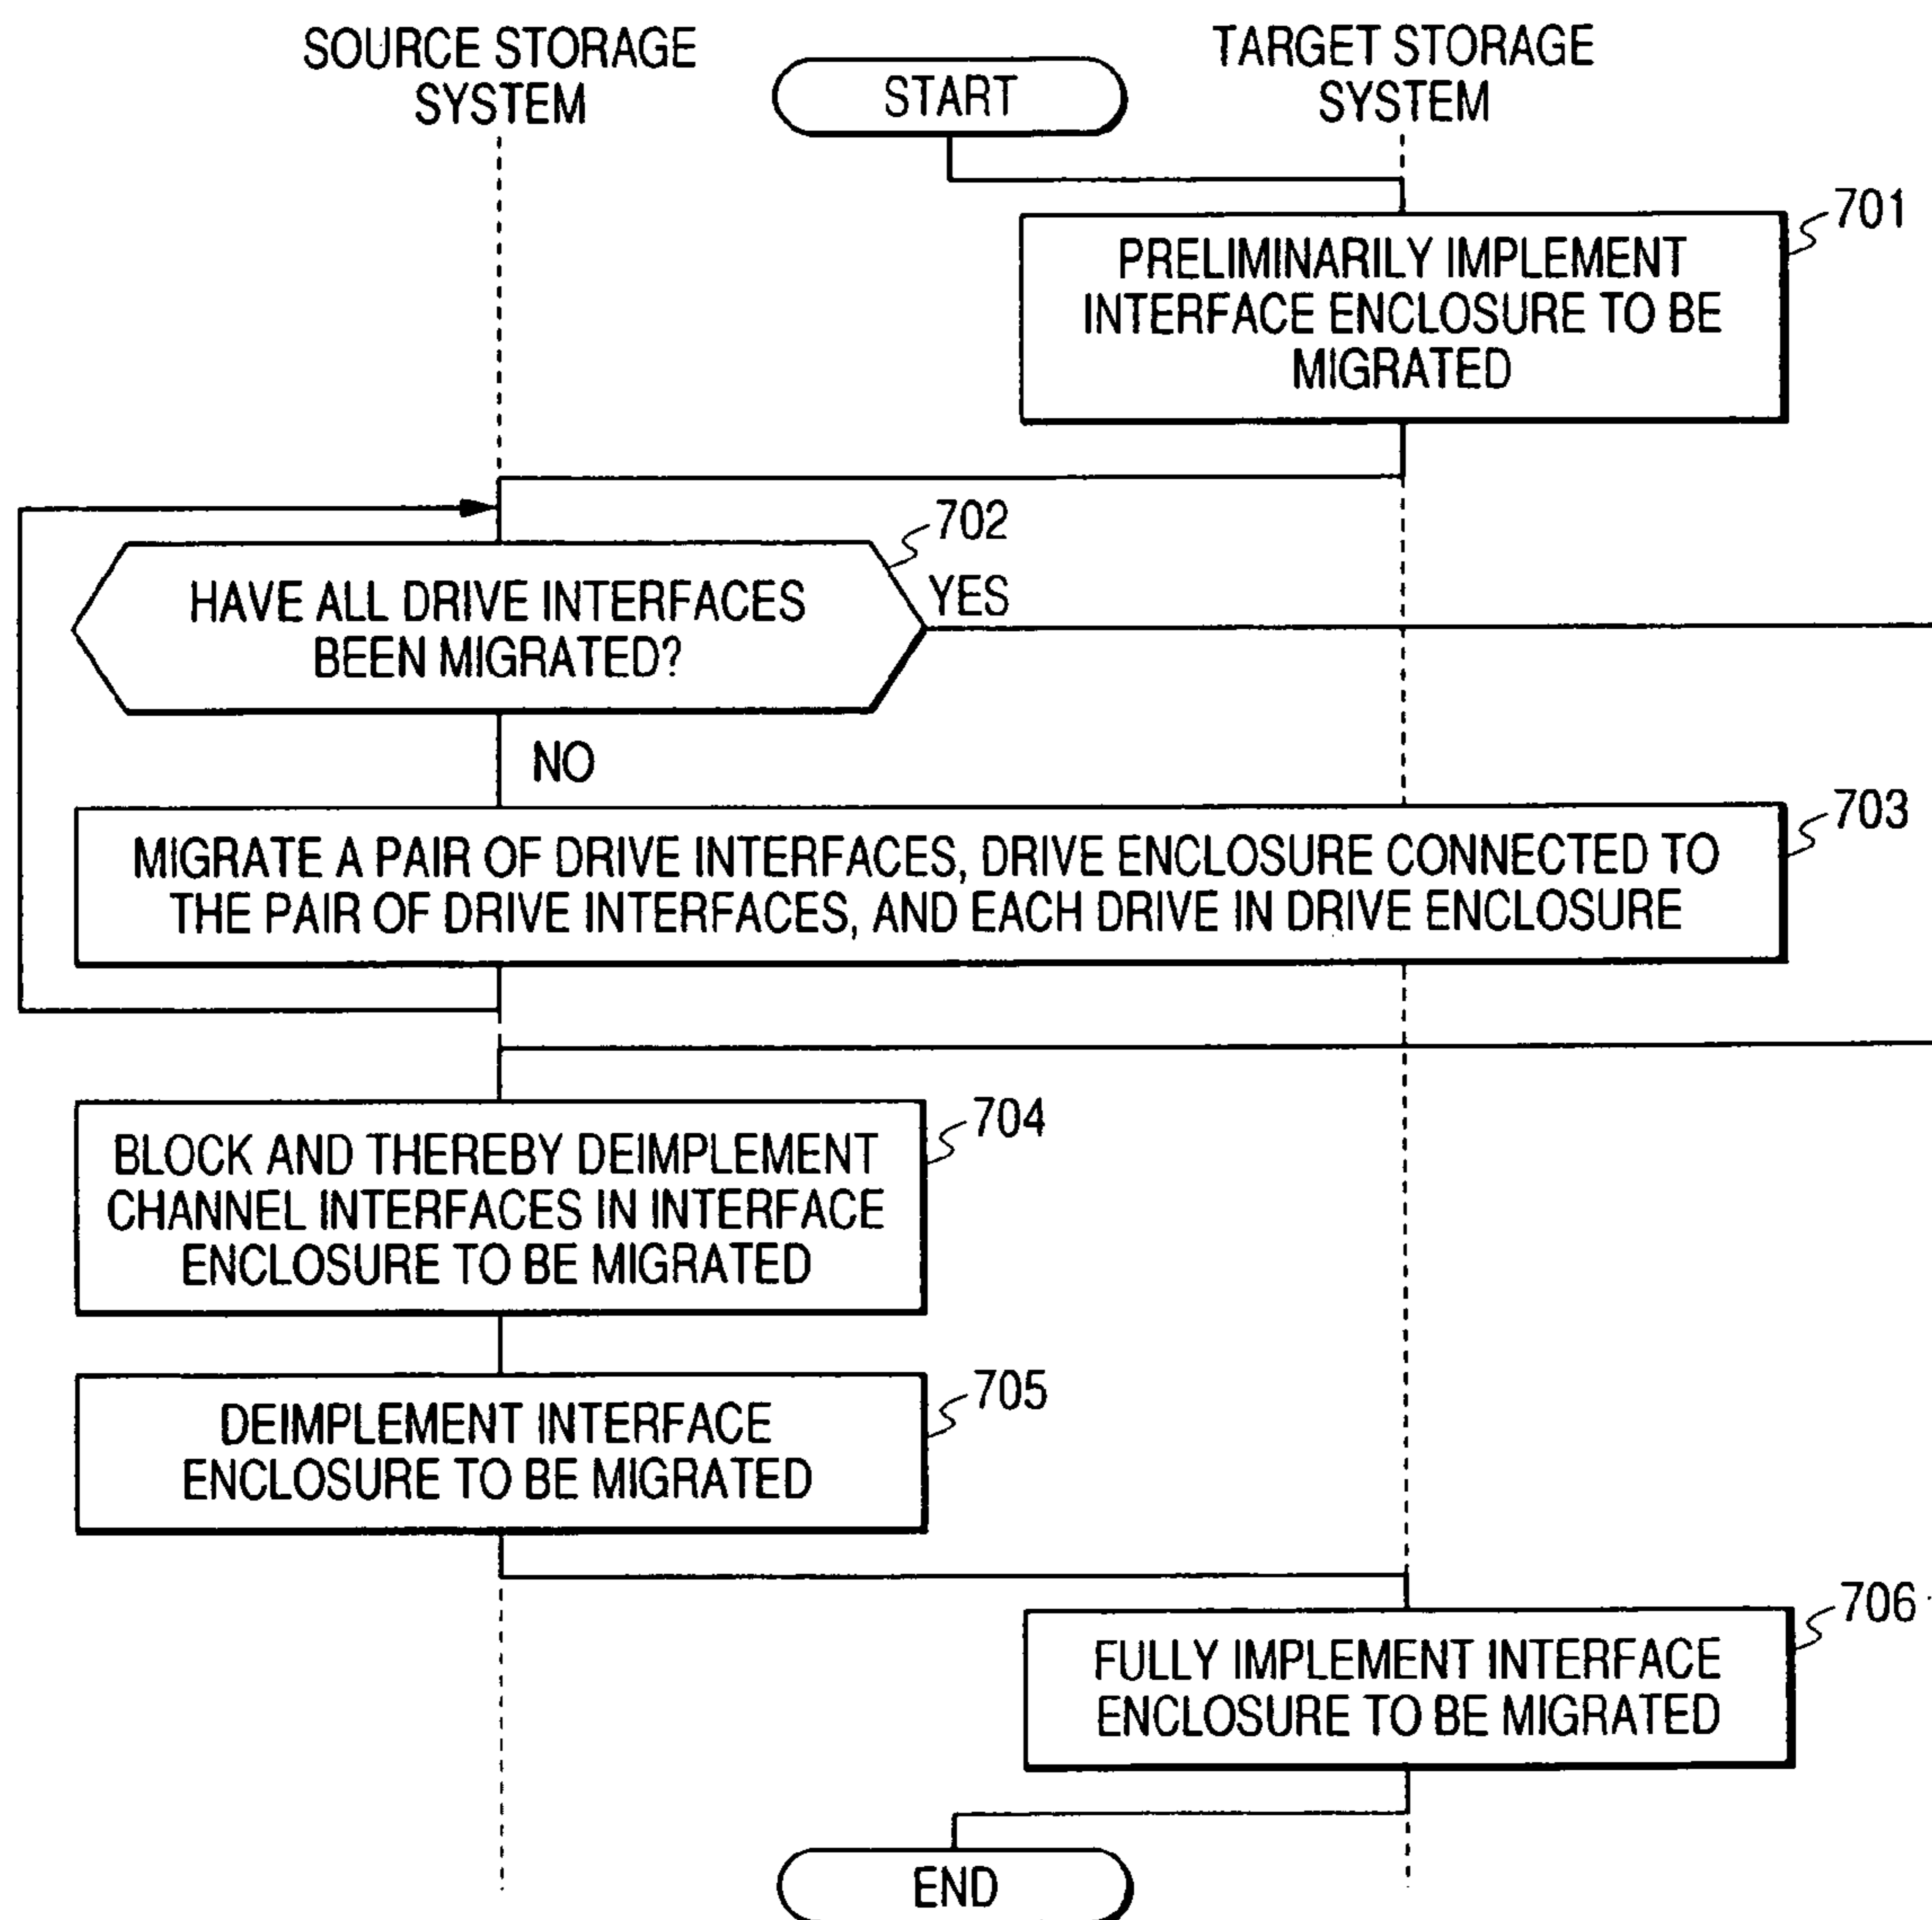 SOURCE STORAGE
SYSTEM
START
TARGET STORAGE
SYSTEM
701
PRELIMINARILY IMPLEMENT
INTERFACE ENCLOSURE TO BE
MIGRATED
702
HAVE ALL DRIVE INTERFACES
BEEN MIGRATED?
YES
NO
703
MIGRATE A PAIR OF DRIVE INTERFACES, DRIVE ENCLOSURE CONNECTED TO
THE PAIR OF DRIVE INTERFACES, AND EACH DRIVE IN DRIVE ENCLOSURE
704
BLOCK AND THEREBY DEIMPLEMENT
CHANNEL INTERFACES IN INTERFACE
ENCLOSURE TO BE MIGRATED
705
DEIMPLEMENT INTERFACE
ENCLOSURE TO BE MIGRATED
706
FULLY IMPLEMENT INTERFACE
ENCLOSURE TO BE MIGRATED
END